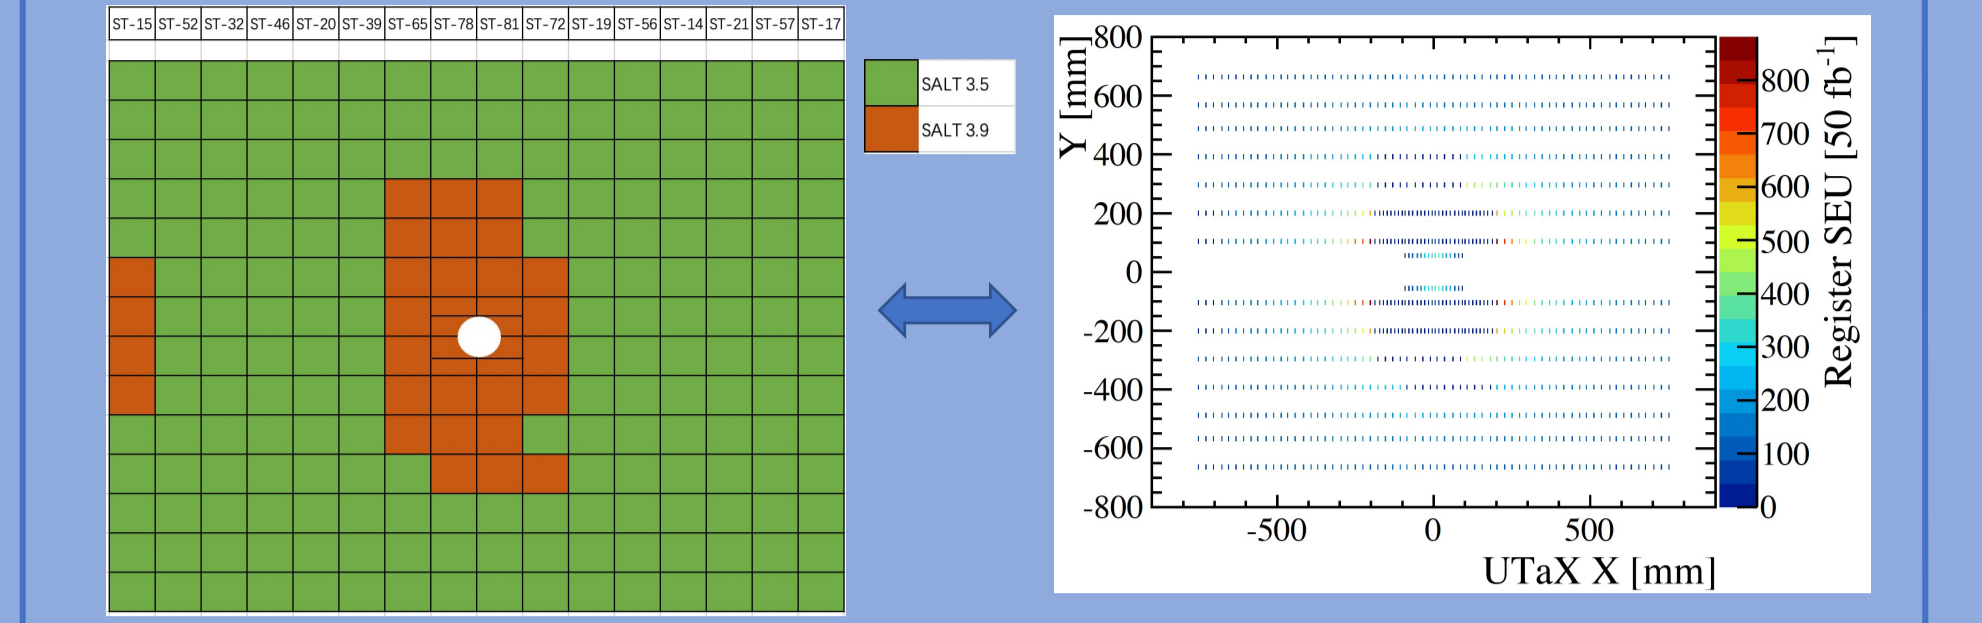 ST-15 ST-52 ST-32 ST-46 ST-20 ST-39 ST-65 ST-78 ST-81 ST-72 ST-19 ST-56 ST-14 ST-21 ST-57 ST-17
SALT 3.5
SALT 3.9
Y [mm]
800
600
400
200
0
-200
-400
-600
-800
-500 0 500
UTaX X [mm]
800
700
600
500
400
300
200
100
0
Register SEU [50 fb⁻¹]